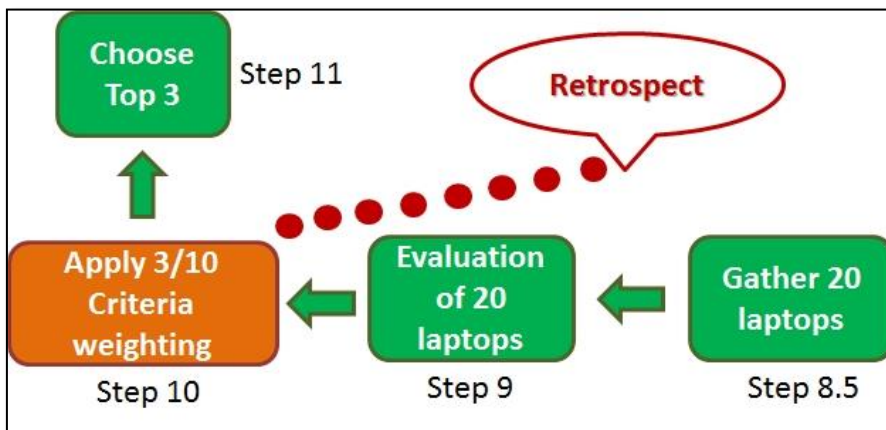 Choose
Top 3
Step 11
Retrospect
Apply 3/10
Criteria
weighting
Evaluation
of 20
laptops
Gather 20
laptops
Step 10
Step 9
Step 8.5